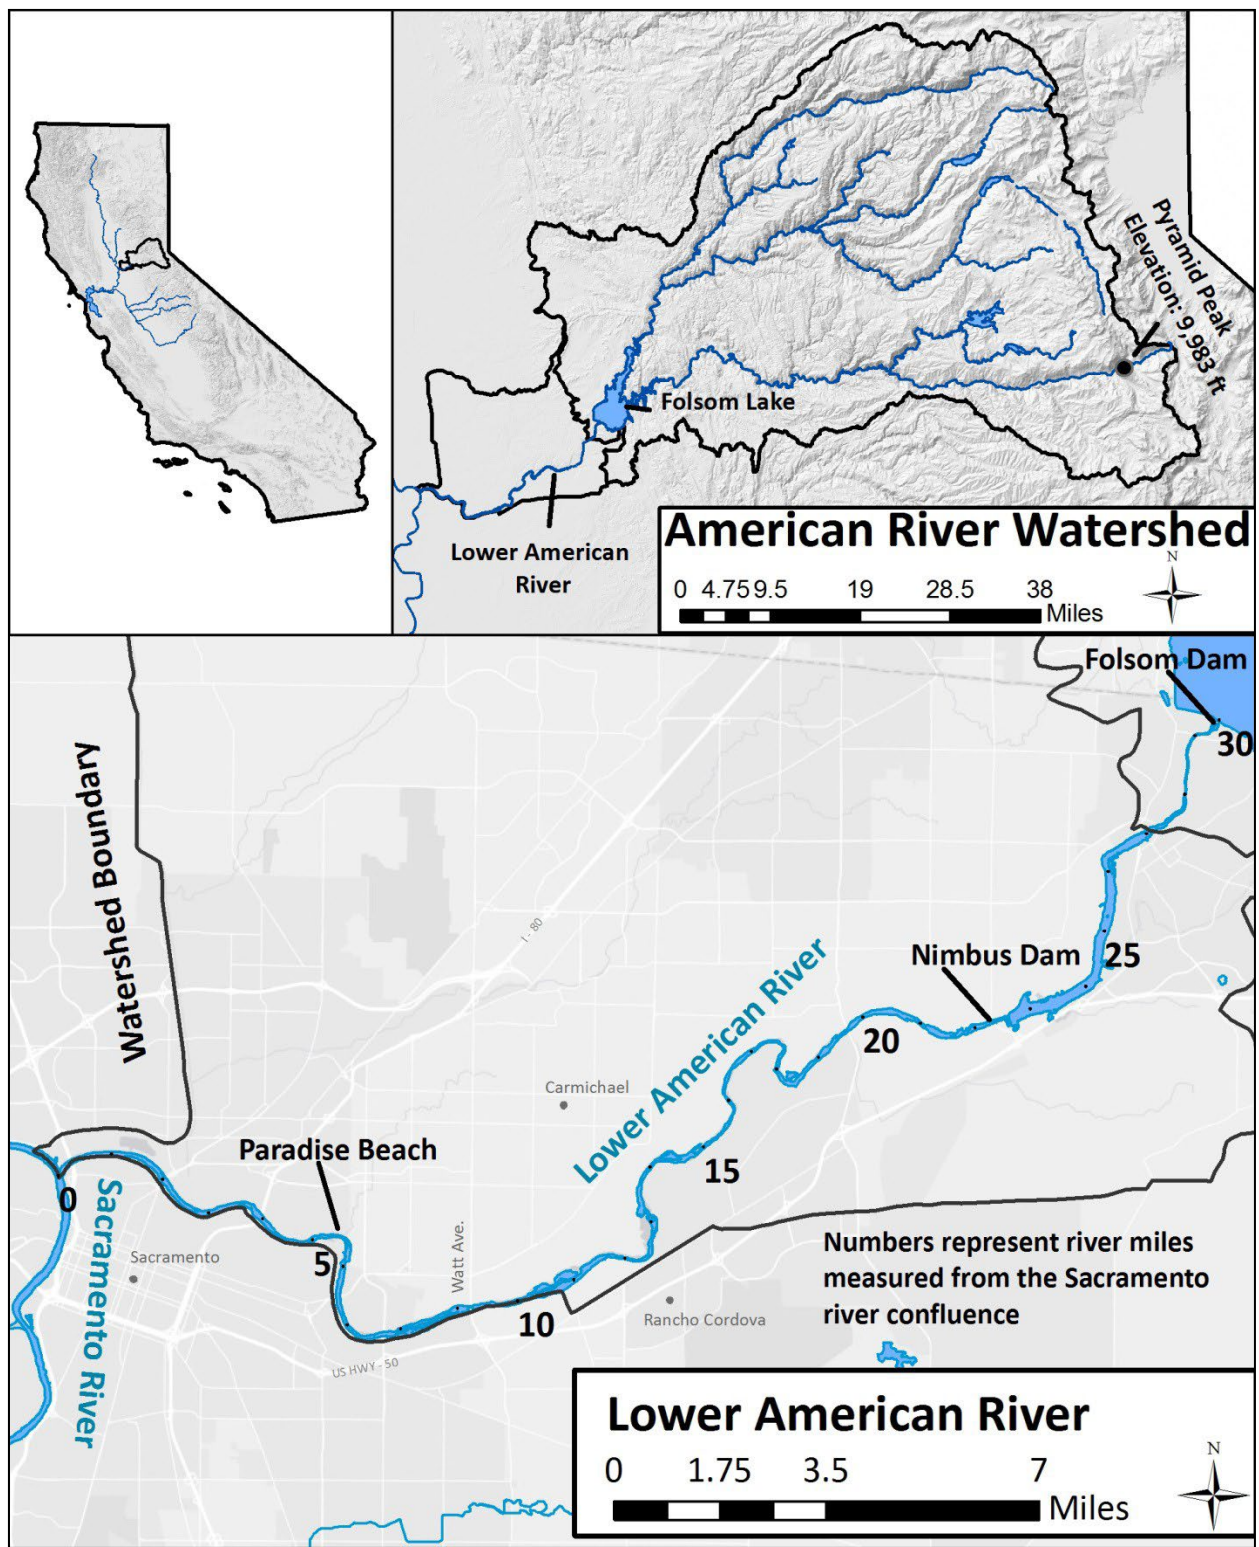 Pyramid Peak
Elevation: 9,983 ft
Folsom Lake
Lower American
River
American River Watershed
N
0 4.75 9.5 19 28.5 38
Miles
Folsom Dam
30
Watershed Boundary
I - 80
Lower American River
Nimbus Dam
25
20
Carmichael
Paradise Beach
15
0
Sacramento River
Sacramento
5
Watt Ave.
10
Rancho Cordova
US HWY - 50
Numbers represent river miles
measured from the Sacramento
river confluence
Lower American River
0 1.75 3.5 7
Miles
N